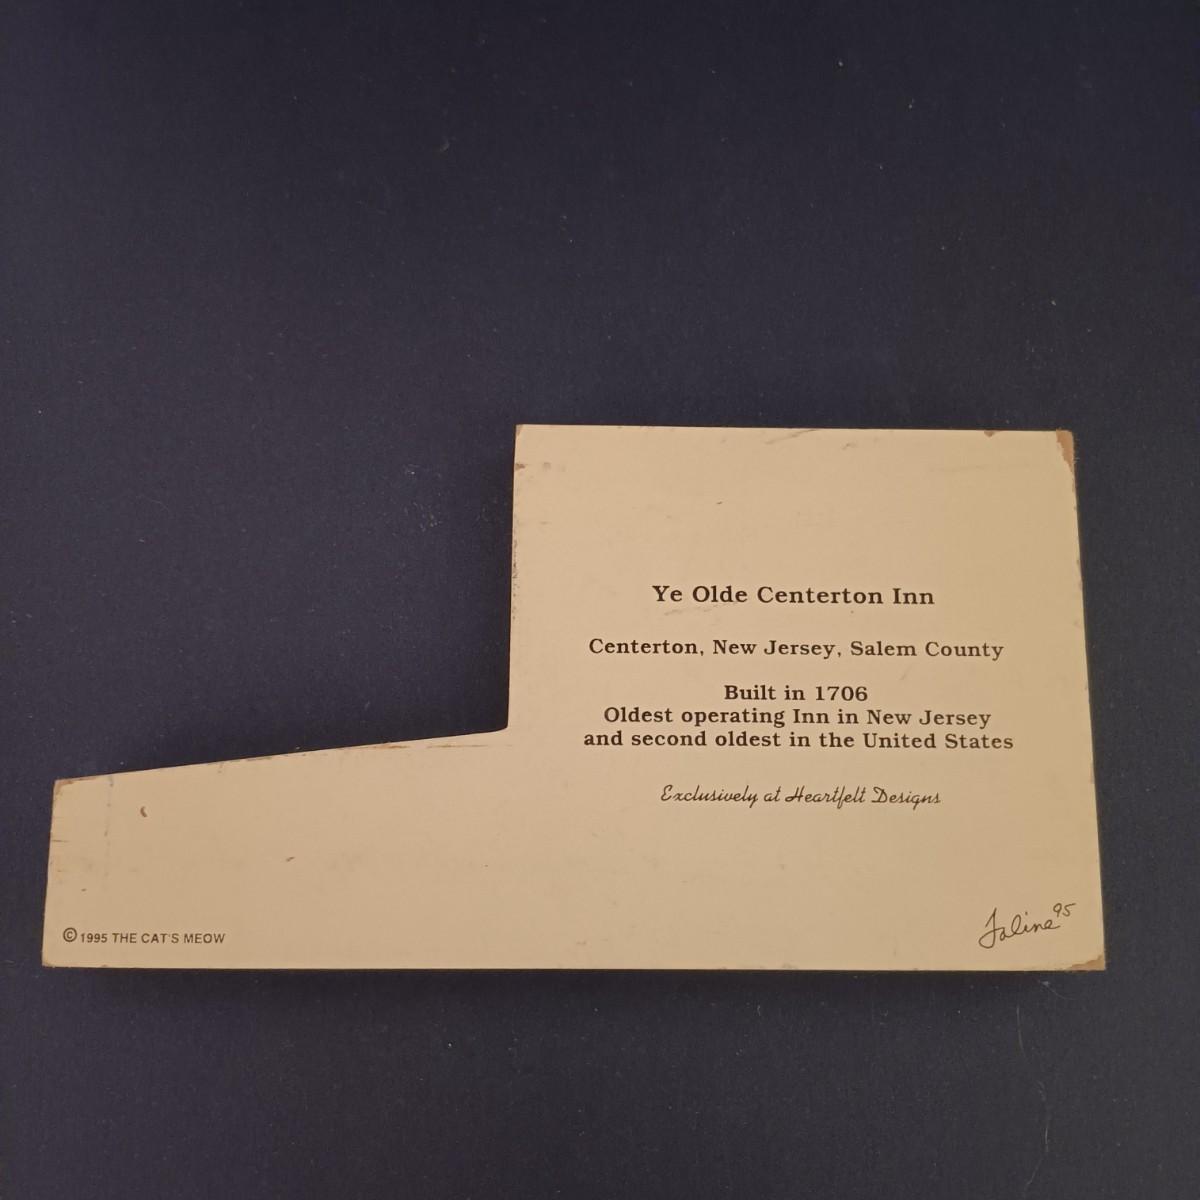 Ye Olde Centerton Inn
Centerton, New Jersey, Salem County
Built in 1706
Oldest operating Inn in New Jersey
and second oldest in the United States
Exclusively at Heartfelt Designs
© 1995 THE CAT'S MEOW
Faline 95